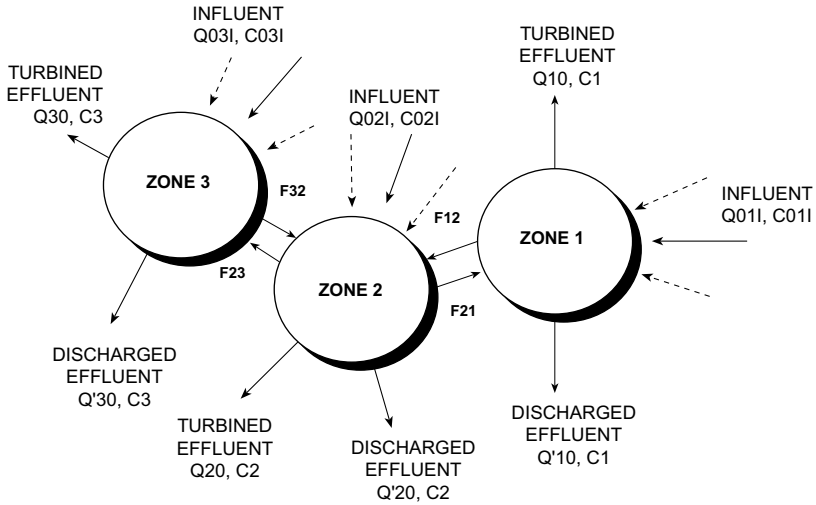 INFLUENT
Q03I, C03I
TURBINED
EFFLUENT
Q30, C3
ZONE 3
DISCHARGED
EFFLUENT
Q'30, C3
F32
F23
INFLUENT
Q02I, C02I
ZONE 2
TURBINED
EFFLUENT
Q20, C2
DISCHARGED
EFFLUENT
Q'20, C2
F12
F21
TURBINED
EFFLUENT
Q10, C1
ZONE 1
INFLUENT
Q01I, C01I
DISCHARGED
EFFLUENT
Q'10, C1